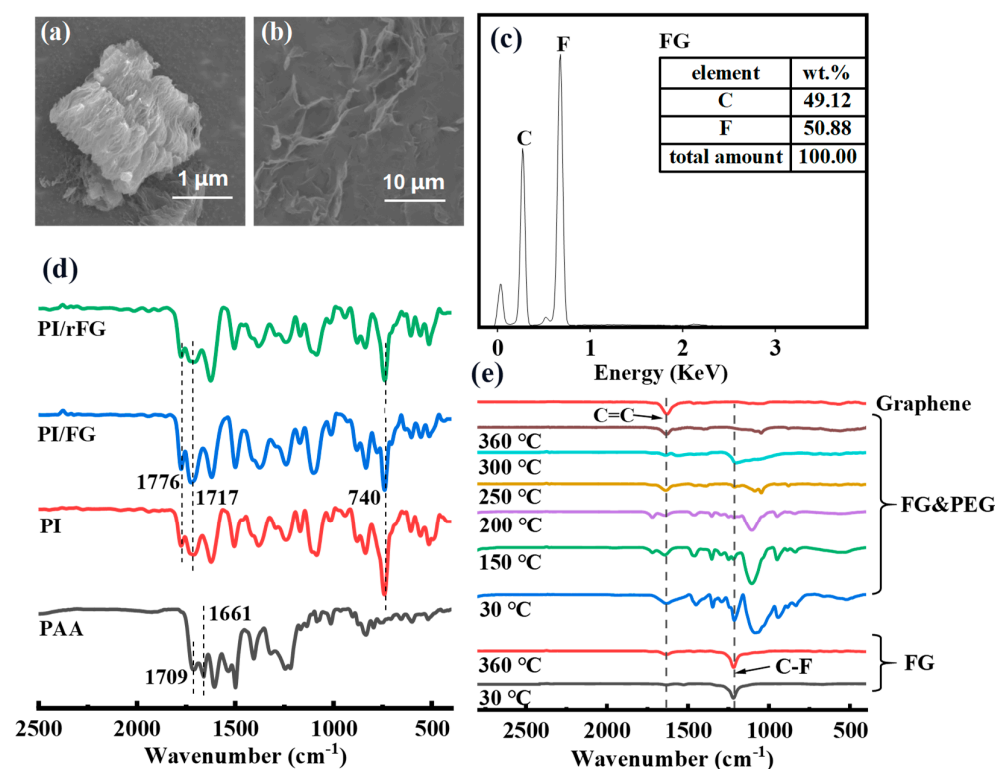 (a)
1 μm
(b)
10 μm
(c)
FG
F
C
element wt.%
C 49.12
F 50.88
total amount 100.00
0 1 2 3
Energy (KeV)
(d)
PI/rFG
PI/FG
1776
1717
740
PI
PAA
1661
1709
2500 2000 1500 1000 500
Wavenumber (cm-1)
(e)
Graphene
C=C
360 °C
300 °C
250 °C
200 °C
150 °C
30 °C
FG&PEG
360 °C
C-F
FG
30 °C
2500 2000 1500 1000 500
Wavenumber (cm-1)